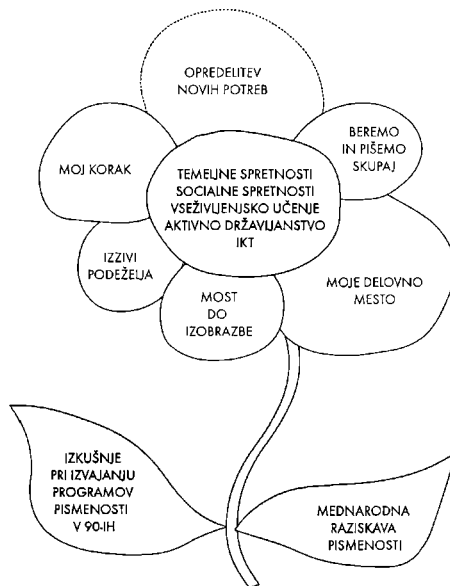 OPREDELITEV
NOVIH POTREB
MOJ KORAK
BEREMO
IN PIŠEMO
SKUPAJ
TEMELJNE SPRETNOSTI
SOCIALNE SPRETNOSTI
VSEŽIVLJENJSKO UČENJE
AKTIVNO DRŽAVLJANSTVO
IKT
IZZIVI
PODEŽELJA
MOST
DO
IZOBRAZBE
MOJE DELOVNO
MESTO
IZKUŠNJE
PRI IZVAJANJU
PROGRAMOV
PISMENOSTI
V 90-IH
MEDNARODNA
RAZISKAVA
PISMENOSTI